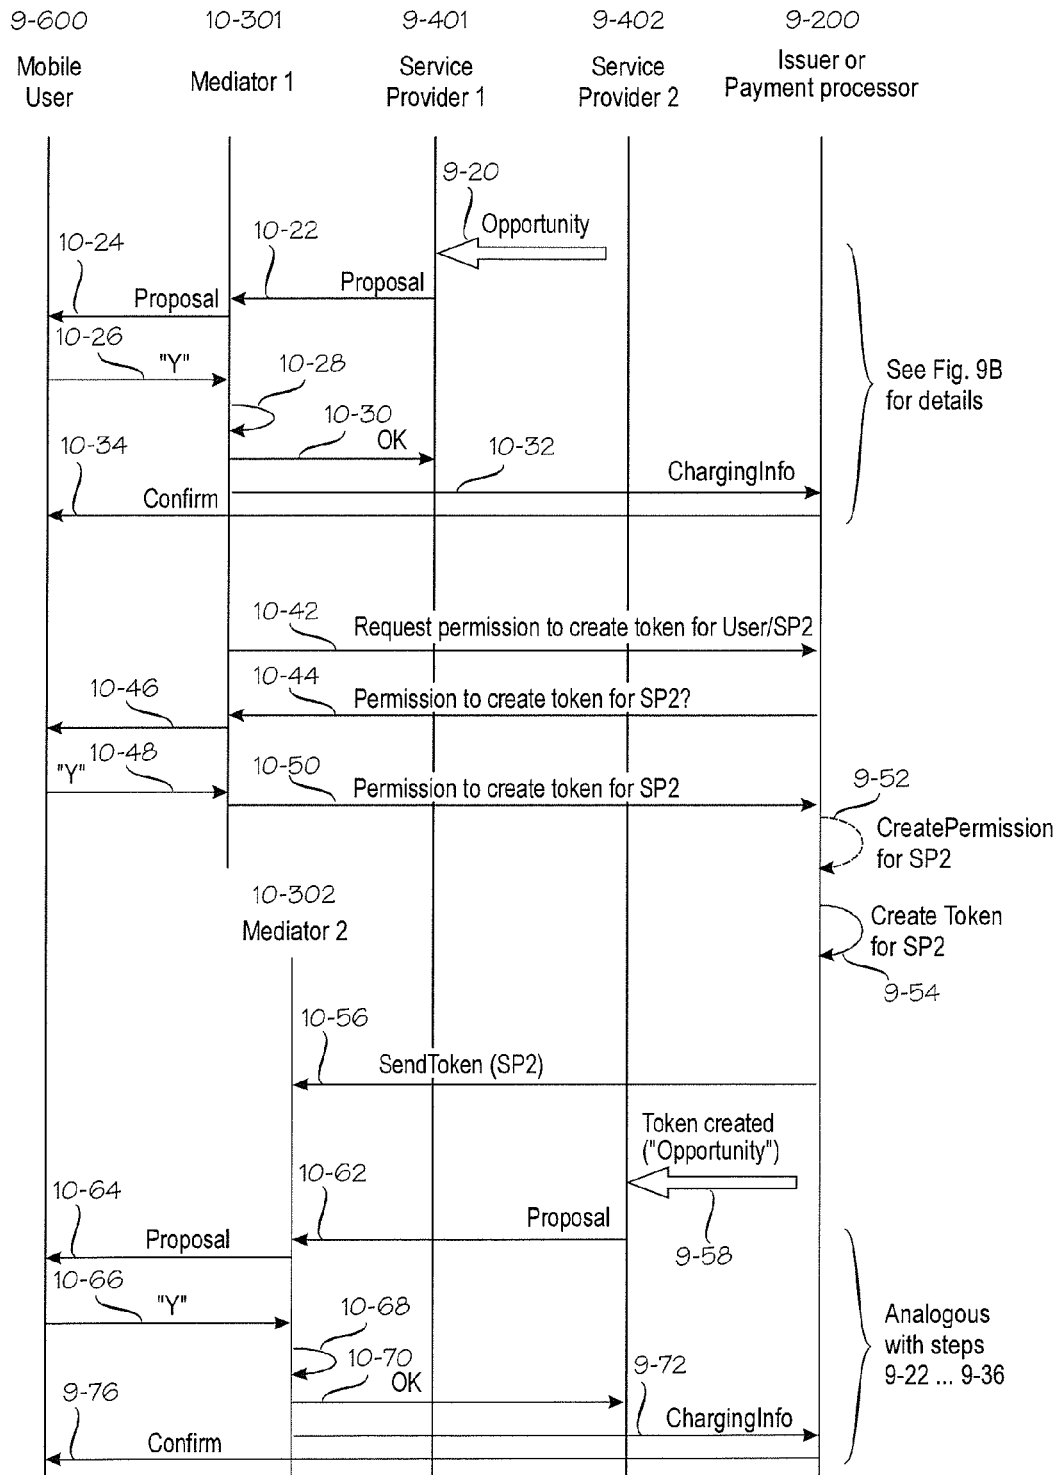 9-600
10-301
9-401
9-402
9-200
Mobile
User
Mediator 1
Service
Provider 1
Service
Provider 2
Issuer or
Payment processor
9-20
Opportunity
10-22
10-24
Proposal
Proposal
10-26
"Y"
10-28
See Fig. 9B
for details
10-30
OK
10-34
10-32
ChargingInfo
Confirm
10-42
Request permission to create token for User/SP2
10-44
Permission to create token for SP2?
10-46
"Y"
10-48
10-50
Permission to create token for SP2
9-52
CreatePermission
for SP2
10-302
Mediator 2
Create Token
for SP2
9-54
10-56
SendToken (SP2)
Token created
("Opportunity")
10-62
10-64
Proposal
Proposal
9-58
10-66
"Y"
10-68
Analogous
with steps
9-22 ... 9-36
10-70
OK
9-72
9-76
ChargingInfo
Confirm